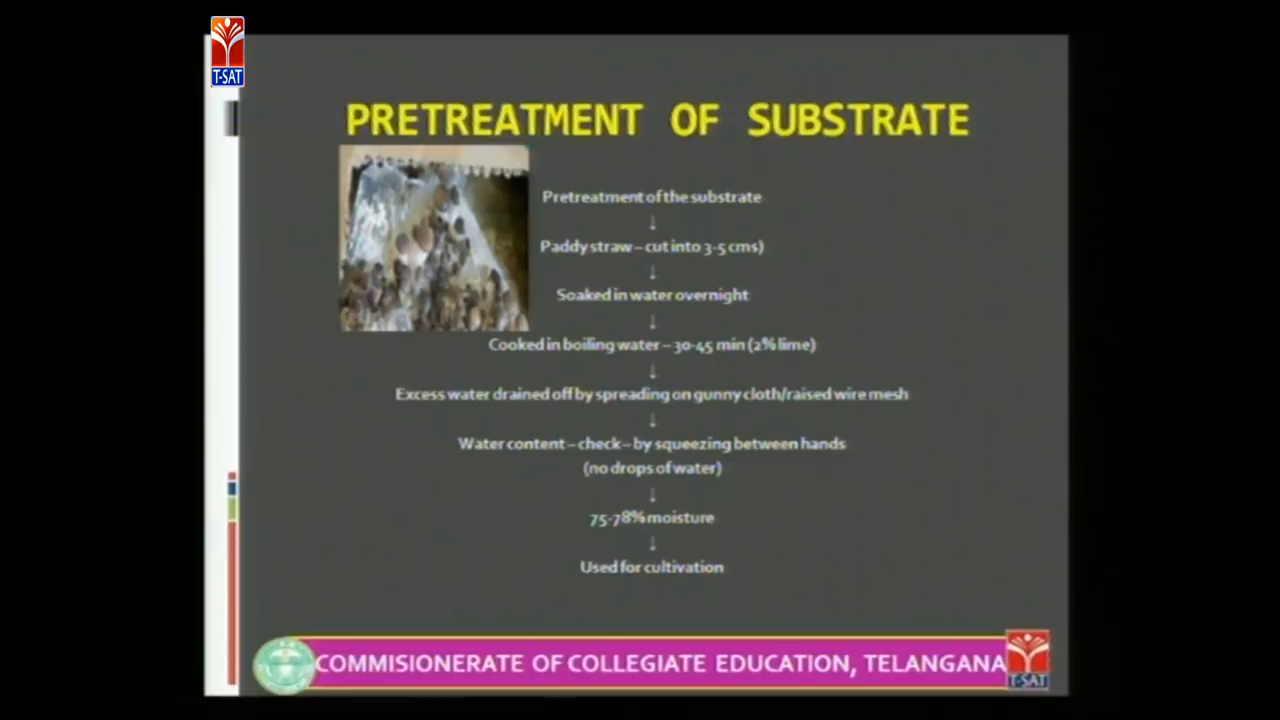 T-SAT
PRETREATMENT OF SUBSTRATE
Pretreatment of the substrate
↓
Paddy straw – cut into 3-5 cms)
↓
Soaked in water overnight
↓
Cooked in boiling water – 30-45 min (2% lime)
↓
Excess water drained off by spreading on gunny cloth/raised wire mesh
↓
Water content – check – by squeezing between hands
(no drops of water)
↓
75-78% moisture
↓
Used for cultivation
COMMISIONERATE OF COLLEGIATE EDUCATION, TELANGANA
T-SAT